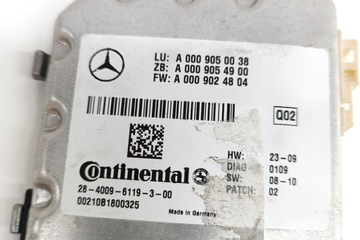 LU: A 000 905 00 38
ZB: A 000 905 49 00
FW: A 000 902 48 04
Q02
Continental
28-4009-6119-3-00
00210B1800325
Made in Germany
HW: 23-09
DIAG: 0109
SW: 08-10
PATCH: 02